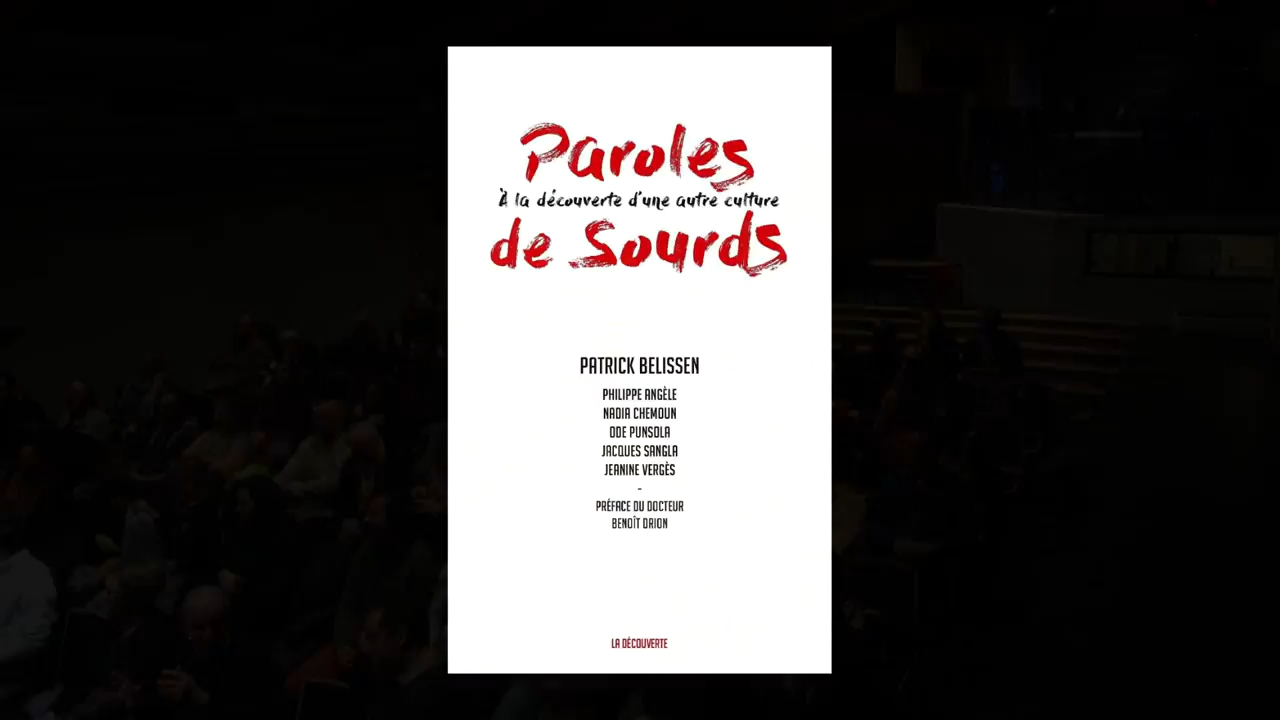 Paroles
À la découverte d'une autre culture
de Sourds
PATRICK BELISSEN
PHILIPPE ANGÈLE
NADIA CHEMOUN
ODE PUNSOLA
JACQUES SANGLA
JEANINE VERGÈS
-
PRÉFACE DU DOCTEUR
BENOÎT DRION
LA DÉCOUVERTE